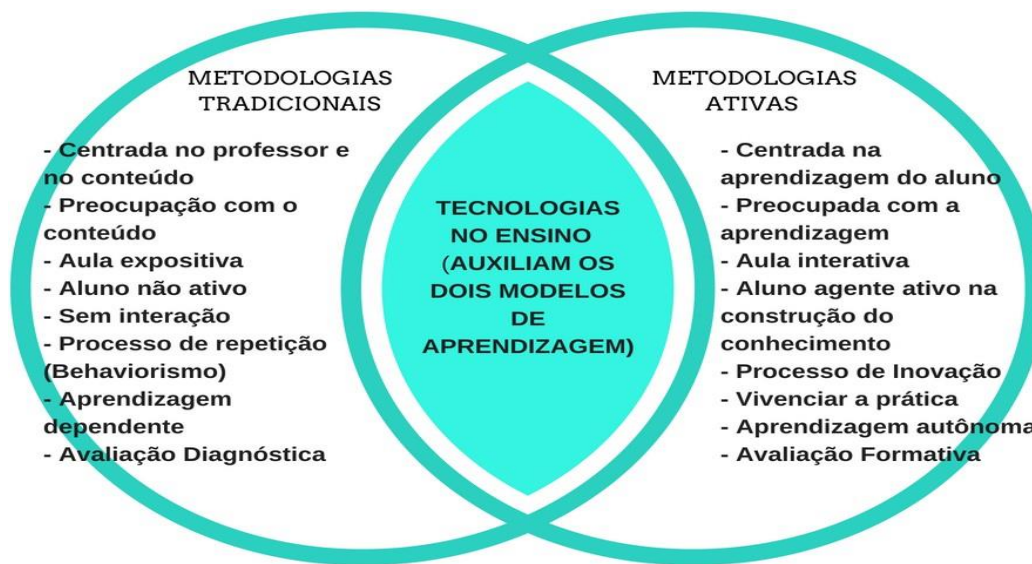 METODOLOGIAS
TRADICIONAIS
- Centrada no professor e
no conteúdo
- Preocupação com o
conteúdo
- Aula expositiva
- Aluno não ativo
- Sem interação
- Processo de repetição
(Behaviorismo)
- Aprendizagem
dependente
- Avaliação Diagnóstica
TECNOLOGIAS
NO ENSINO
(AUXILIAM OS
DOIS MODELOS
DE
APRENDIZAGEM)
METODOLOGIAS
ATIVAS
- Centrada na
aprendizagem do aluno
- Preocupada com a
aprendizagem
- Aula interativa
- Aluno agente ativo na
construção do
conhecimento
- Processo de Inovação
- Vivenciar a prática
- Aprendizagem autônoma
- Avaliação Formativa